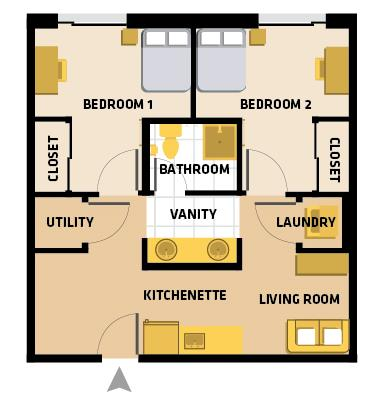 BEDROOM 1
BEDROOM 2
CLOSET
BATHROOM
CLOSET
UTILITY
VANITY
LAUNDRY
KITCHENETTE
LIVING ROOM